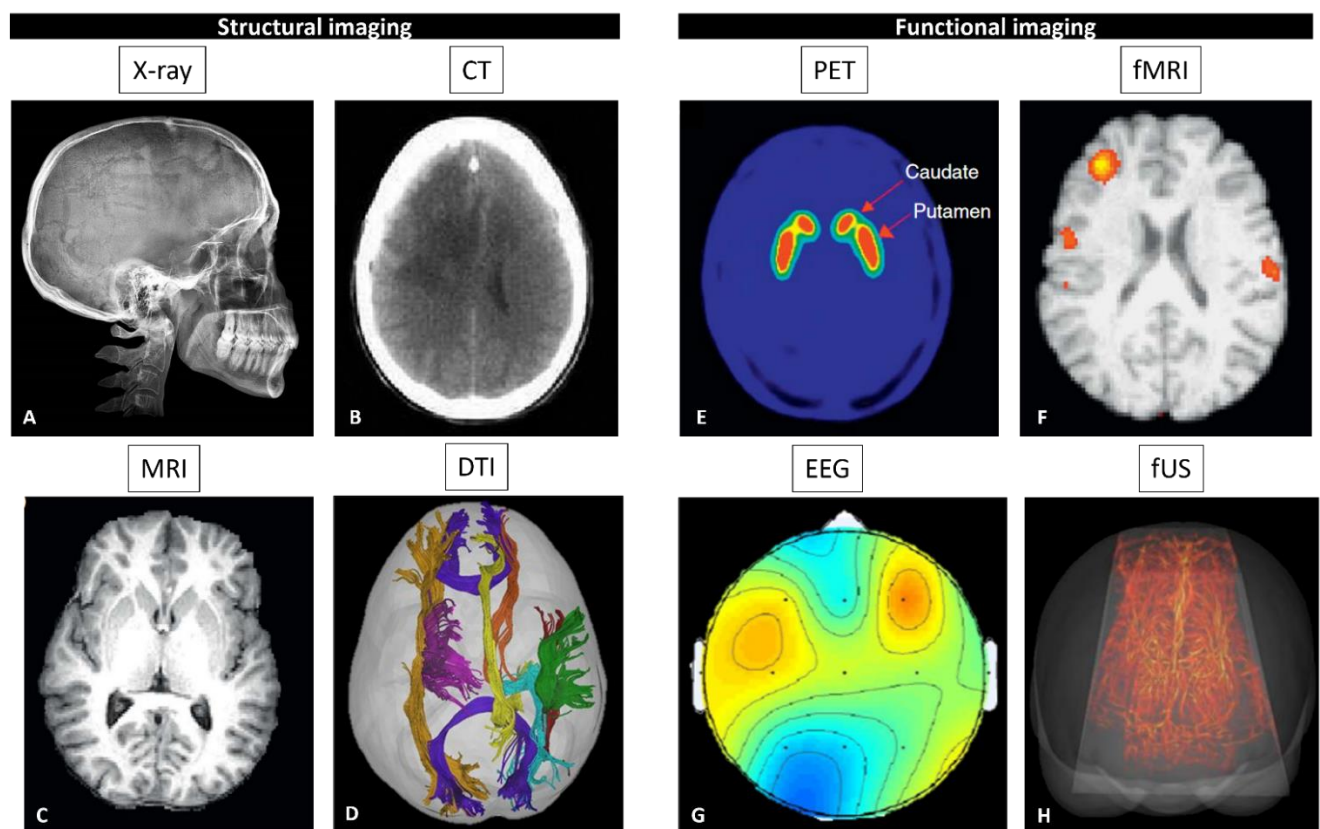 Structural imaging
Functional imaging
X-ray
CT
PET
fMRI
A
B
Caudate
Putamen
E
F
MRI
DTI
EEG
fUS
C
D
G
H